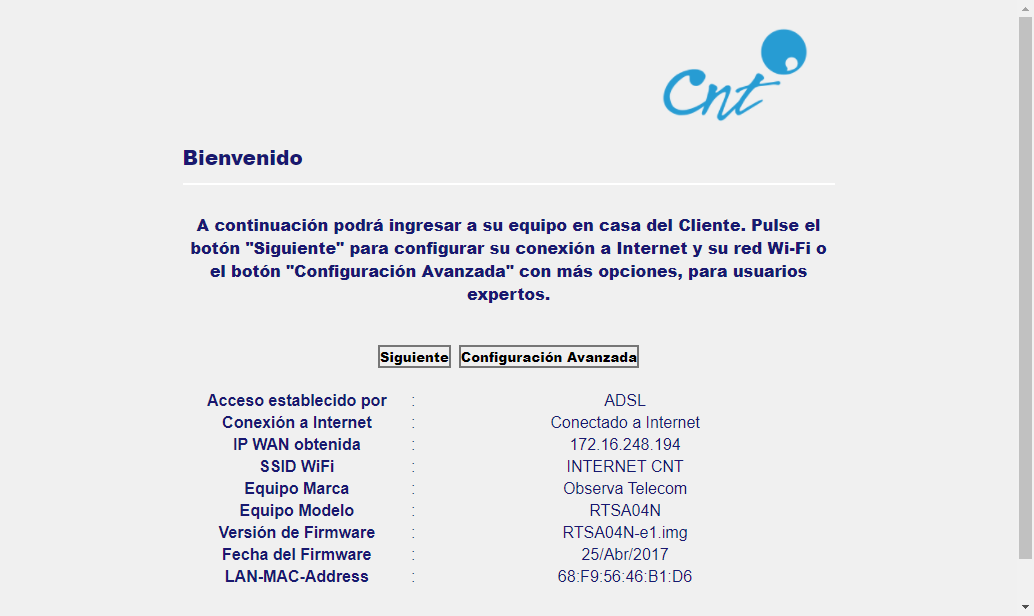 Cnt
Bienvenido
A continuación podrá ingresar a su equipo en casa del Cliente. Pulse el
botón "Siguiente" para configurar su conexión a Internet y su red Wi-Fi o
el botón "Configuración Avanzada" con más opciones, para usuarios
expertos.
Siguiente Configuración Avanzada
Acceso establecido por : ADSL
Conexión a Internet : Conectado a Internet
IP WAN obtenida : 172.16.248.194
SSID WiFi : INTERNET CNT
Equipo Marca : Observa Telecom
Equipo Modelo : RTSA04N
Versión de Firmware : RTSA04N-e1.img
Fecha del Firmware : 25/Abr/2017
LAN-MAC-Address : 68:F9:56:46:B1:D6